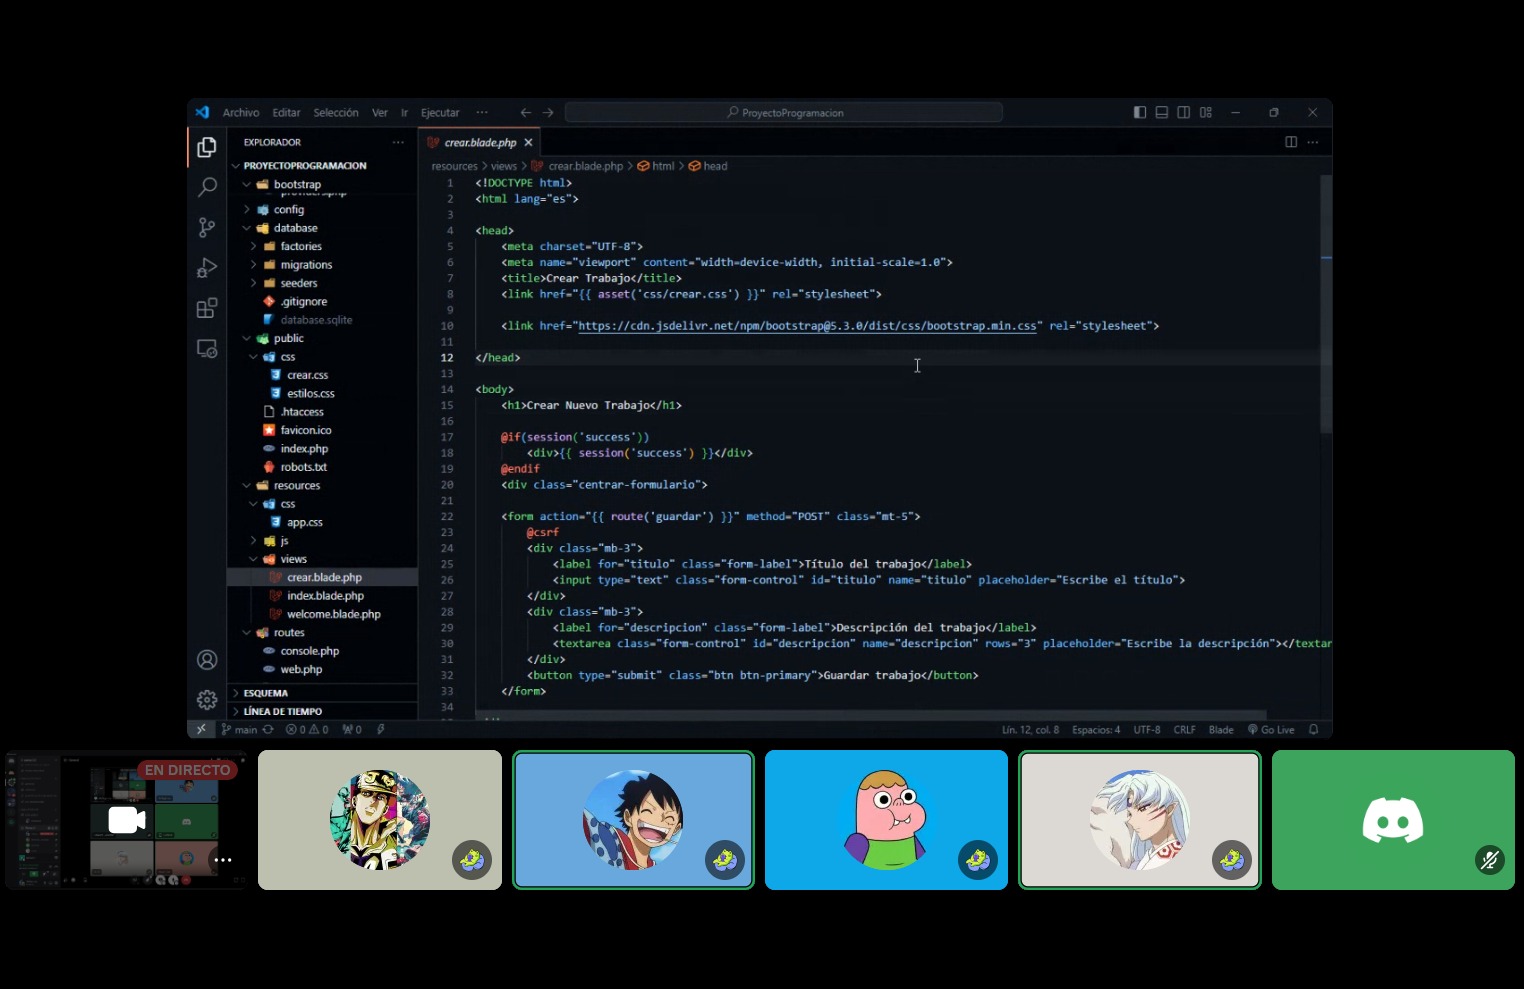 Archivo Editar Selección Ver Ir Ejecutar ··· ProyectoProgramacion
EXPLORADOR ···
PROYECTOPROGRAMACION
bootstrap
providers.php
config
database
factories
migrations
seeders
.gitignore
database.sqlite
public
css
crear.css
estilos.css
.htaccess
favicon.ico
index.php
robots.txt
resources
css
app.css
js
views
crear.blade.php
index.blade.php
welcome.blade.php
routes
console.php
web.php
ESQUEMA
LÍNEA DE TIEMPO
crear.blade.php
resources > views > crear.blade.php > html > head
1 <!DOCTYPE html>
2 <html lang="es">
3
4 <head>
5 <meta charset="UTF-8">
6 <meta name="viewport" content="width=device-width, initial-scale=1.0">
7 <title>Crear Trabajo</title>
8 <link href="{{ asset('css/crear.css') }}" rel="stylesheet">
9
10 <link href="https://cdn.jsdelivr.net/npm/bootstrap@5.3.0/dist/css/bootstrap.min.css" rel="stylesheet">
11
12 </head>
13
14 <body>
15 <h1>Crear Nuevo Trabajo</h1>
16
17 @if(session('success'))
18 <div>{{ session('success') }}</div>
19 @endif
20 <div class="centrar-formulario">
21
22 <form action="{{ route('guardar') }}" method="POST" class="mt-5">
23 @csrf
24 <div class="mb-3">
25 <label for="titulo" class="form-label">Título del trabajo</label>
26 <input type="text" class="form-control" id="titulo" name="titulo" placeholder="Escribe el título">
27 </div>
28 <div class="mb-3">
29 <label for="descripcion" class="form-label">Descripción del trabajo</label>
30 <textarea class="form-control" id="descripcion" name="descripcion" rows="3" placeholder="Escribe la descripción"></textar
31 </div>
32 <button type="submit" class="btn btn-primary">Guardar trabajo</button>
33 </form>
34
main 0 0 0 Lín. 12, col. 8 Espacios: 4 UTF-8 CRLF Blade Go Live
EN DIRECTO